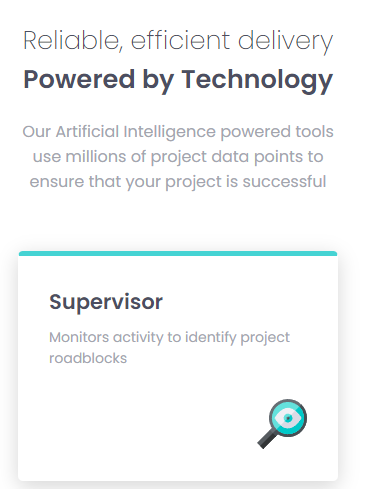 Reliable, efficient delivery
Powered by Technology
Our Artificial Intelligence powered tools
use millions of project data points to
ensure that your project is successful
Supervisor
Monitors activity to identify project
roadblocks